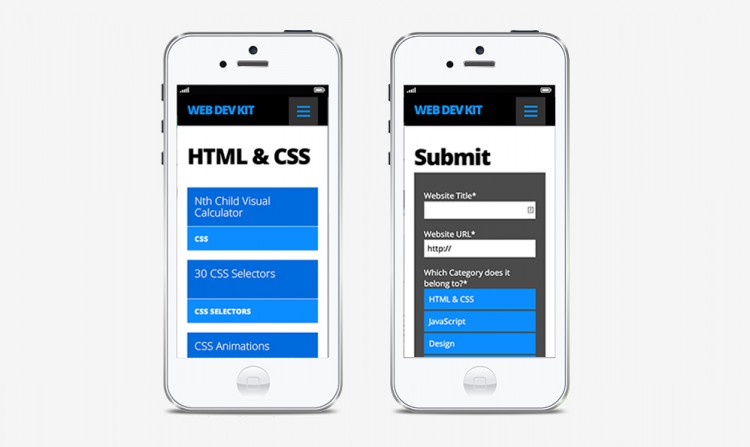 WEB DEV KIT
HTML & CSS
Nth Child Visual
Calculator
CSS
30 CSS Selectors
CSS SELECTORS
CSS Animations
WEB DEV KIT
Submit
Website Title*
Website URL*
http://
Which Category does it
belong to?*
HTML & CSS
JavaScript
Design